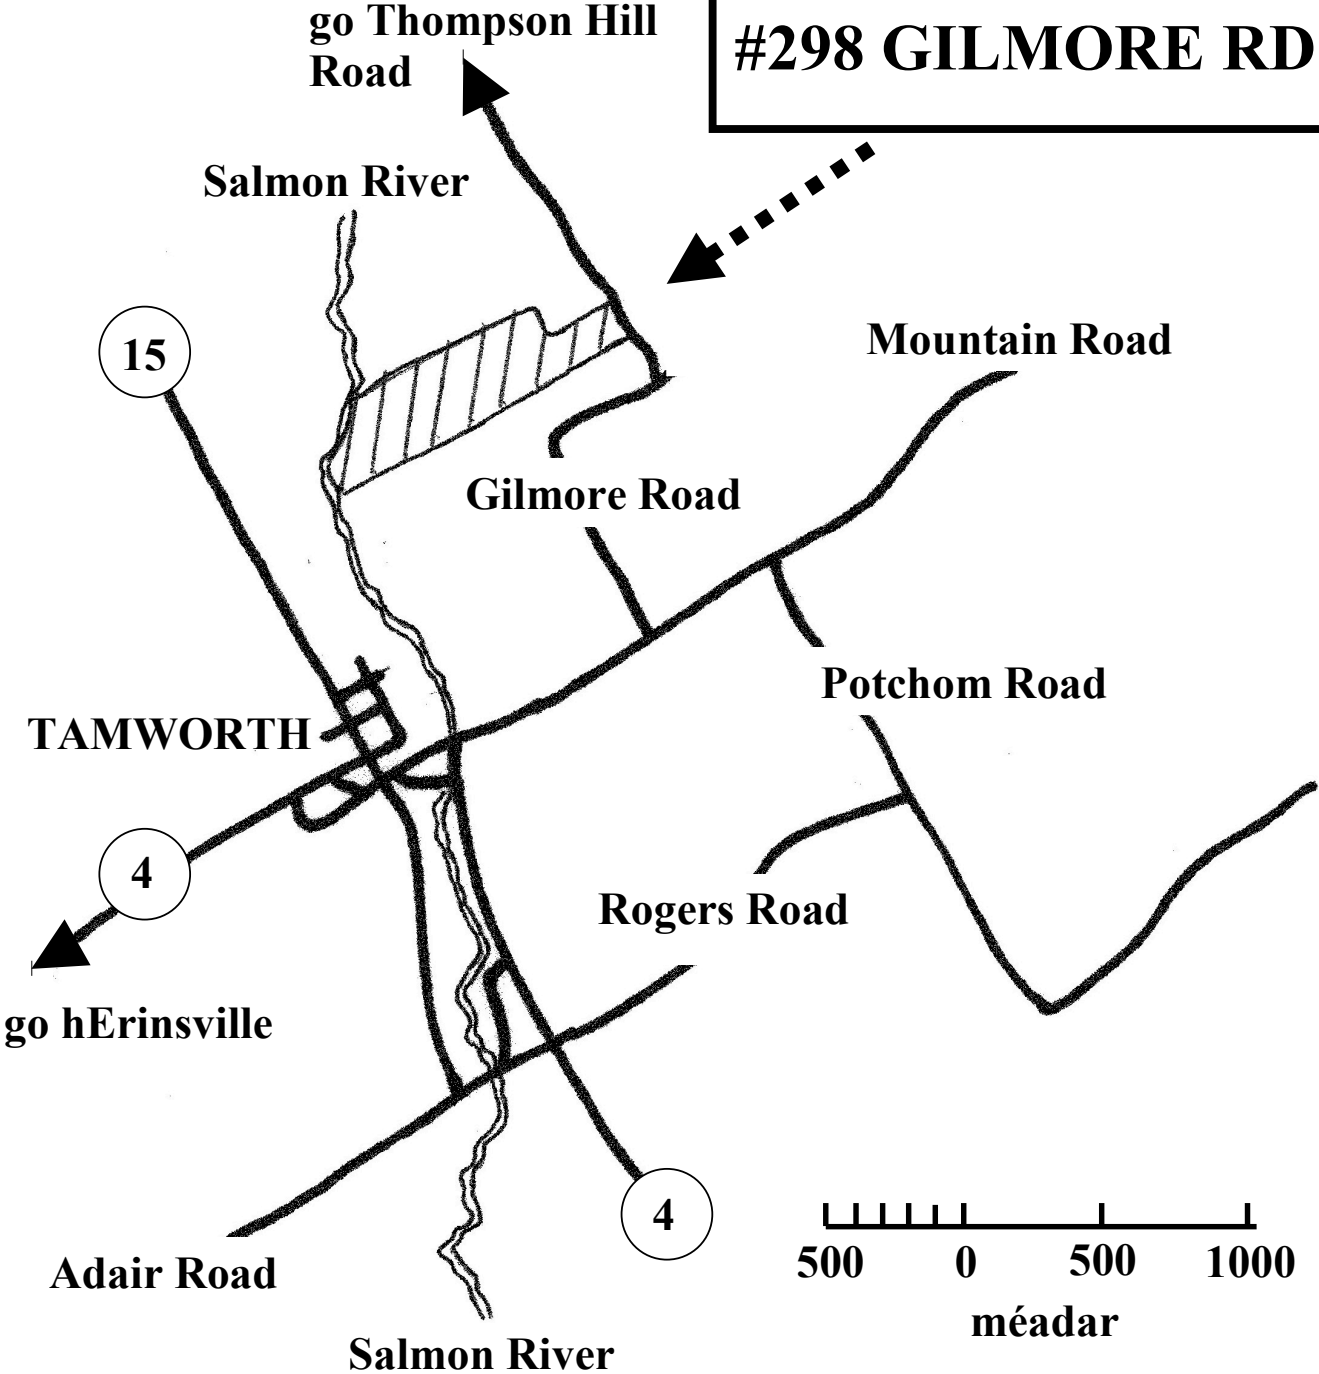 go Thompson Hill
Road
#298 GILMORE RD
Salmon River
15
Mountain Road
Gilmore Road
Potchom Road
TAMWORTH
4
Rogers Road
go hErinsville
4
Adair Road
500 0 500 1000
méadar
Salmon River